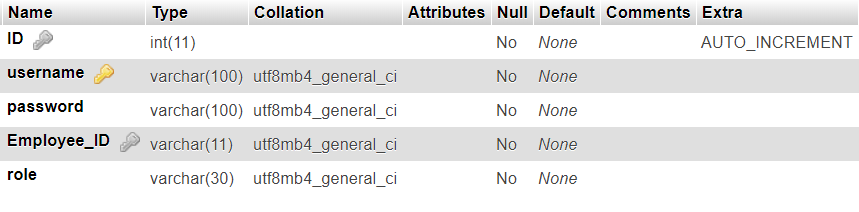 Name Type Collation Attributes Null Default Comments Extra
ID int(11) No None AUTO_INCREMENT
username varchar(100) utf8mb4_general_ci No None
password varchar(100) utf8mb4_general_ci No None
Employee_ID varchar(11) utf8mb4_general_ci No None
role varchar(30) utf8mb4_general_ci No None